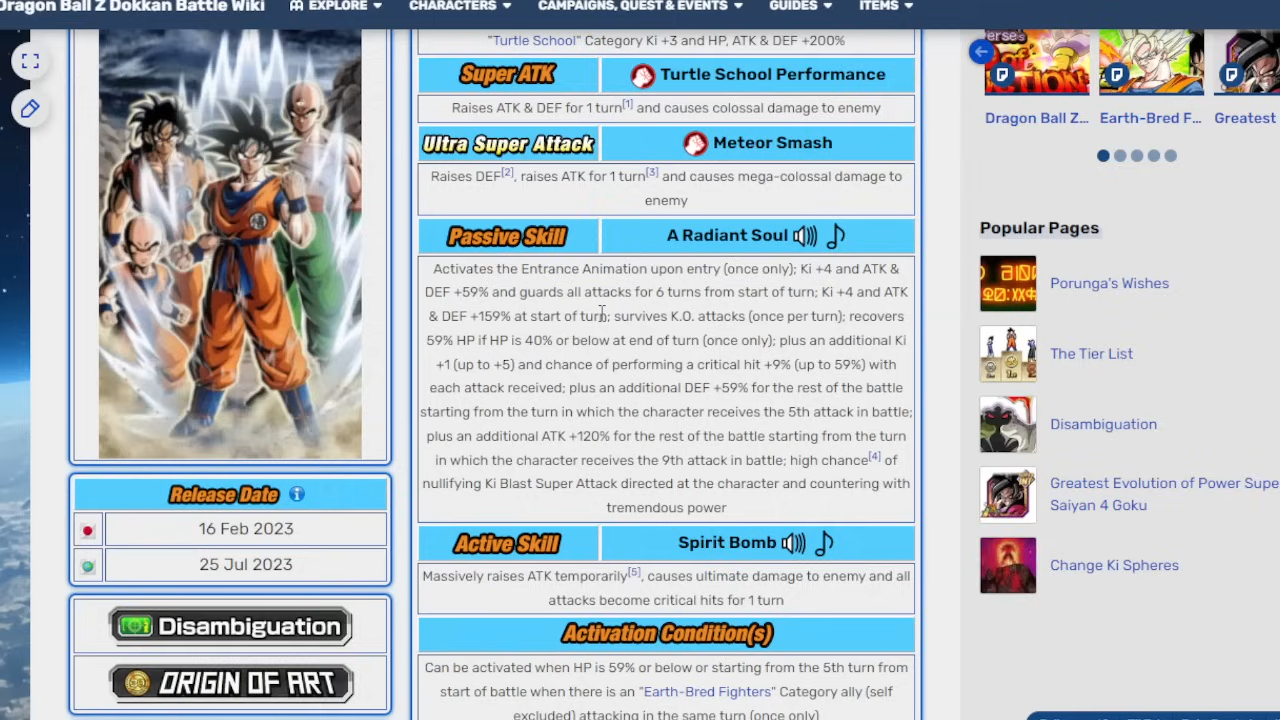 Dragon Ball Z Dokkan Battle Wiki
EXPLORE
CHARACTERS
CAMPAIGNS, QUEST & EVENTS
GUIDES
ITEMS
"Turtle School" Category Ki +3 and HP, ATK & DEF +200%
Super ATK
Turtle School Performance
Raises ATK & DEF for 1 turn[1] and causes colossal damage to enemy
Ultra Super Attack
Meteor Smash
Raises DEF[2], raises ATK for 1 turn[3] and causes mega-colossal damage to
enemy
Passive Skill
A Radiant Soul
Activates the Entrance Animation upon entry (once only); Ki +4 and ATK &
DEF +59% and guards all attacks for 6 turns from start of turn; Ki +4 and ATK
& DEF +159% at start of turn; survives K.O. attacks (once per turn); recovers
59% HP if HP is 40% or below at end of turn (once only); plus an additional Ki
+1 (up to +5) and chance of performing a critical hit +9% (up to 59%) with
each attack received; plus an additional DEF +59% for the rest of the battle
starting from the turn in which the character receives the 5th attack in battle;
plus an additional ATK +120% for the rest of the battle starting from the turn
in which the character receives the 9th attack in battle; high chance[4] of
nullifying Ki Blast Super Attack directed at the character and countering with
tremendous power
Active Skill
Spirit Bomb
Massively raises ATK temporarily[5], causes ultimate damage to enemy and all
attacks become critical hits for 1 turn
Activation Condition(s)
Can be activated when HP is 59% or below or starting from the 5th turn from
start of battle when there is an "Earth-Bred Fighters" Category ally (self
excluded) attacking in the same turn (once only)
Release Date
16 Feb 2023
25 Jul 2023
Disambiguation
ORIGIN OF ART
Dragon Ball Z...
Earth-Bred F...
Greatest
Popular Pages
Porunga's Wishes
The Tier List
Disambiguation
Greatest Evolution of Power Supe
Saiyan 4 Goku
Change Ki Spheres